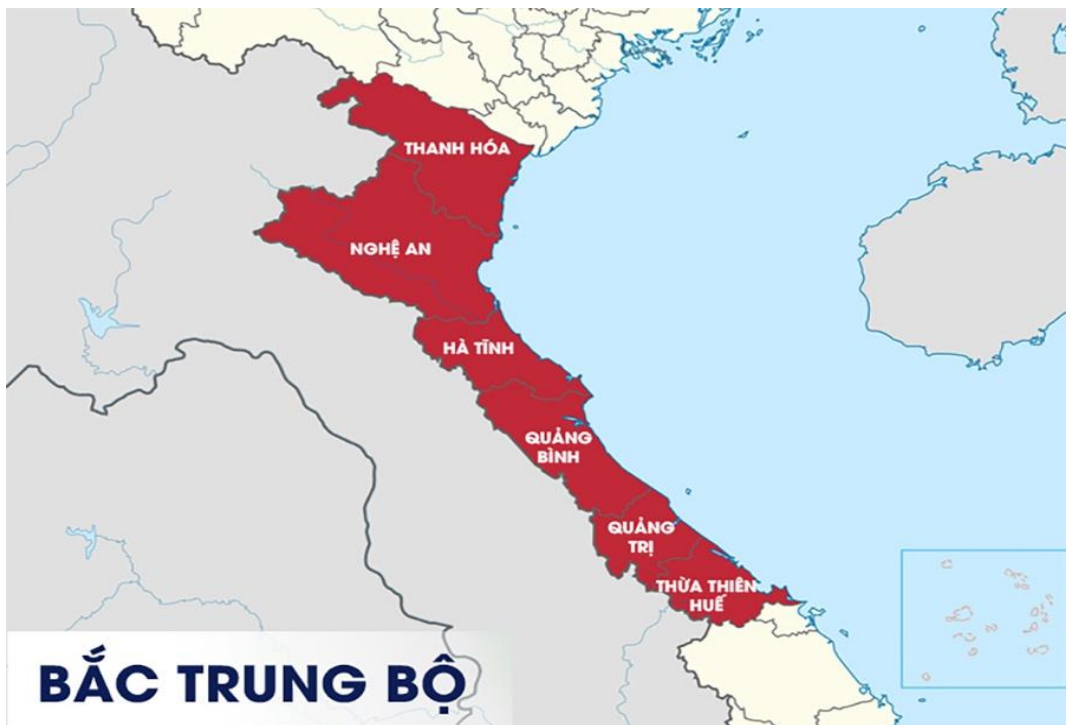 THANH HÓA
NGHỆ AN
HÀ TĨNH
QUẢNG
BÌNH
QUẢNG
TRỊ
THỪA THIÊN
HUẾ
BẮC TRUNG BỘ